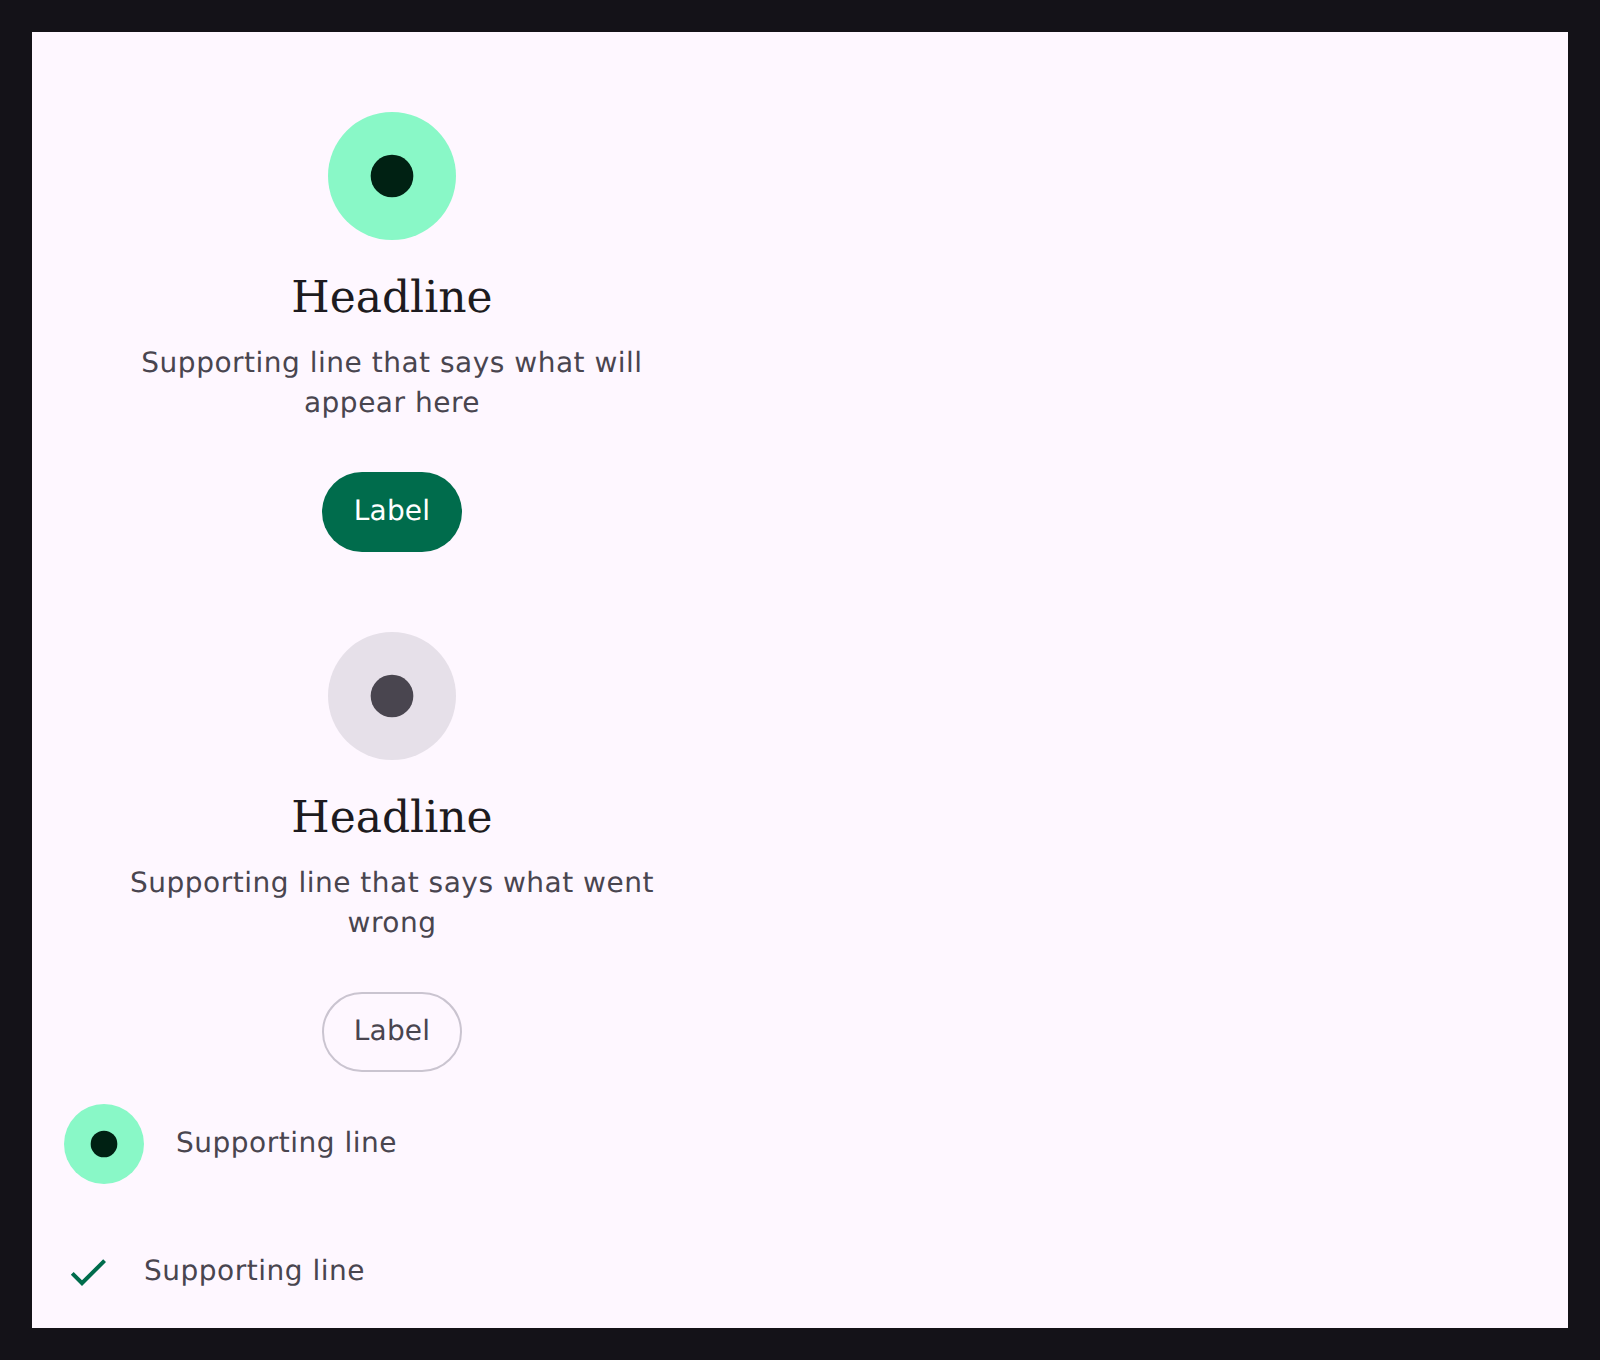 Headline
Supporting line that says what will
appear here
Label
Headline
Supporting line that says what went
wrong
Label
Supporting line
Supporting line